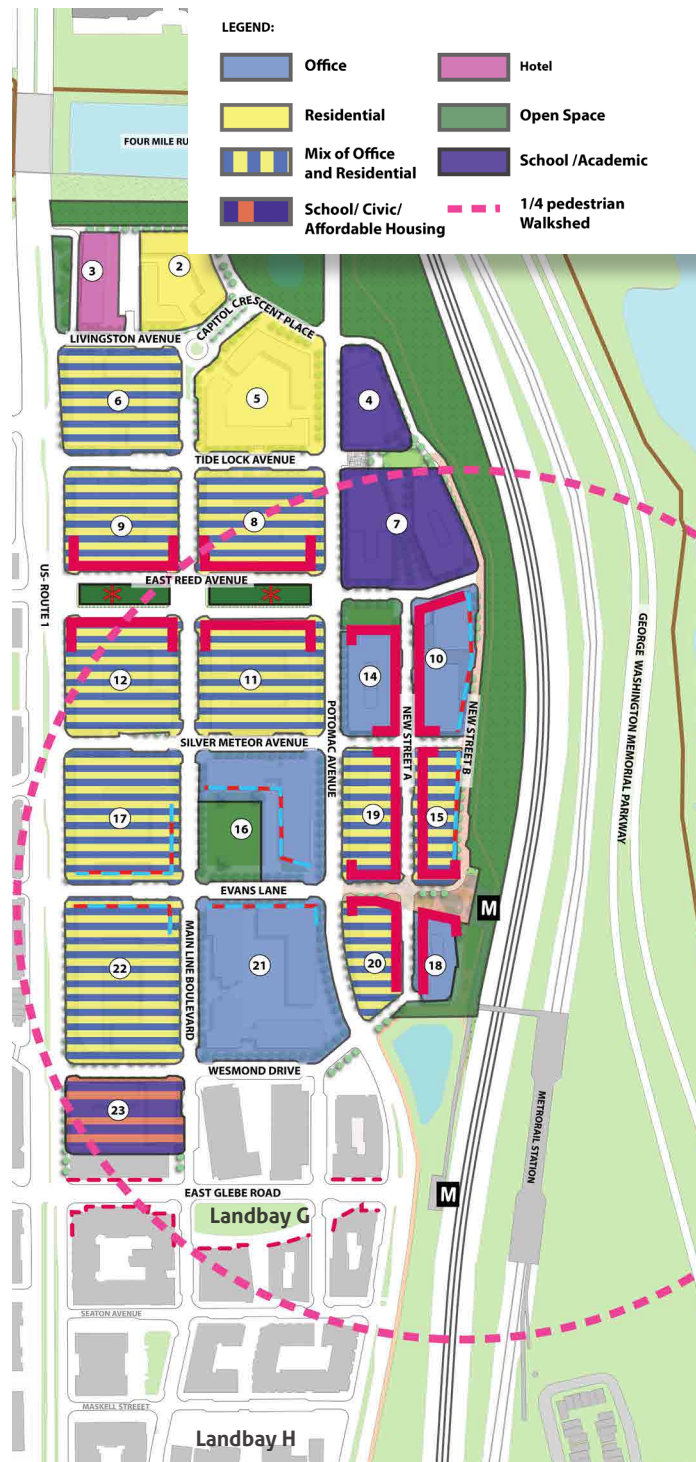 LEGEND:
Office
Hotel
Residential
Open Space
Mix of Office
and Residential
School /Academic
School/ Civic/
Affordable Housing
1/4 pedestrian
Walkshed
FOUR MILE RU
3
2
CAPITOL CRESCENT PLACE
LIVINGSTON AVENUE
6
5
4
TIDE LOCK AVENUE
9
8
7
US- ROUTE 1
EAST REED AVENUE
GEORGE WASHINGTON MEMORIAL PARKWAY
12
11
14
10
POTOMAC AVENUE
NEW STREET A
NEW STREET B
SILVER METEOR AVENUE
17
16
19
15
EVANS LANE
M
MAIN LINE BOULEVARD
22
21
20
18
WESMOND DRIVE
23
METRORAIL STATION
EAST GLEBE ROAD
M
Landbay G
SEATON AVENUE
MASKELL STREEET
Landbay H